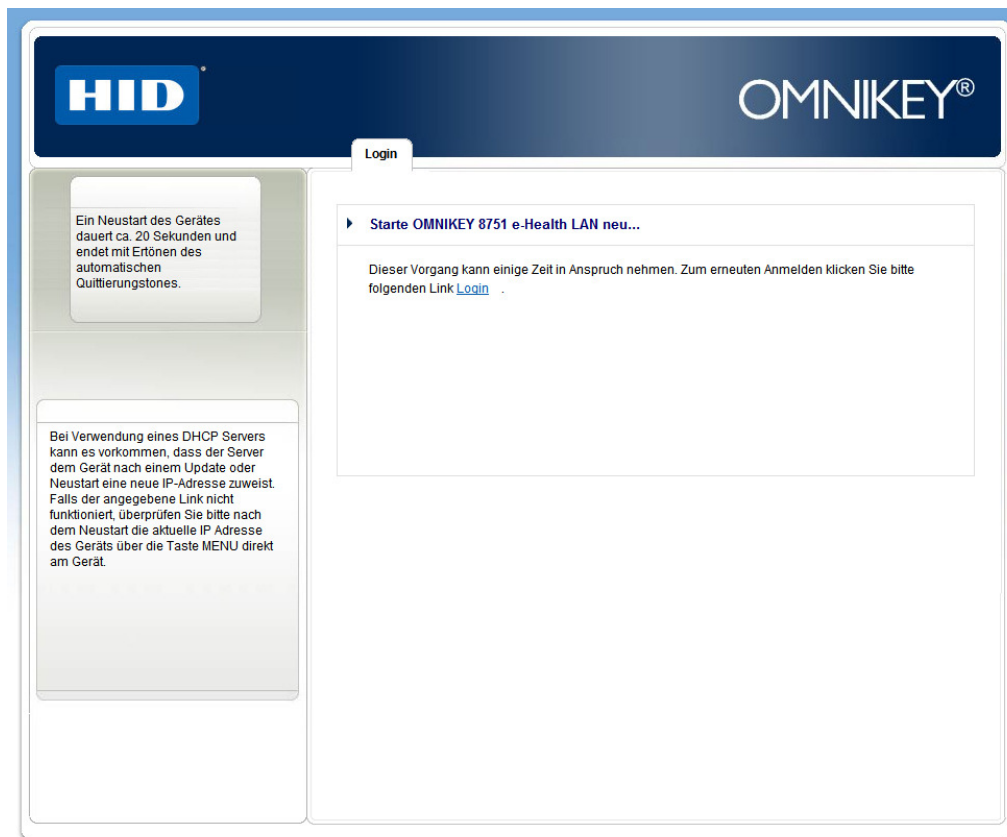 HID
OMNIKEY®
Login
Ein Neustart des Gerätes
dauert ca. 20 Sekunden und
endet mit Ertönen des
automatischen
Quittierungstones.
Starte OMNIKEY 8751 e-Health LAN neu...
Dieser Vorgang kann einige Zeit in Anspruch nehmen. Zum erneuten Anmelden klicken Sie bitte
folgenden Link Login .
Bei Verwendung eines DHCP Servers
kann es vorkommen, dass der Server
dem Gerät nach einem Update oder
Neustart eine neue IP-Adresse zuweist.
Falls der angegebene Link nicht
funktioniert, überprüfen Sie bitte nach
dem Neustart die aktuelle IP Adresse
des Geräts über die Taste MENU direkt
am Gerät.